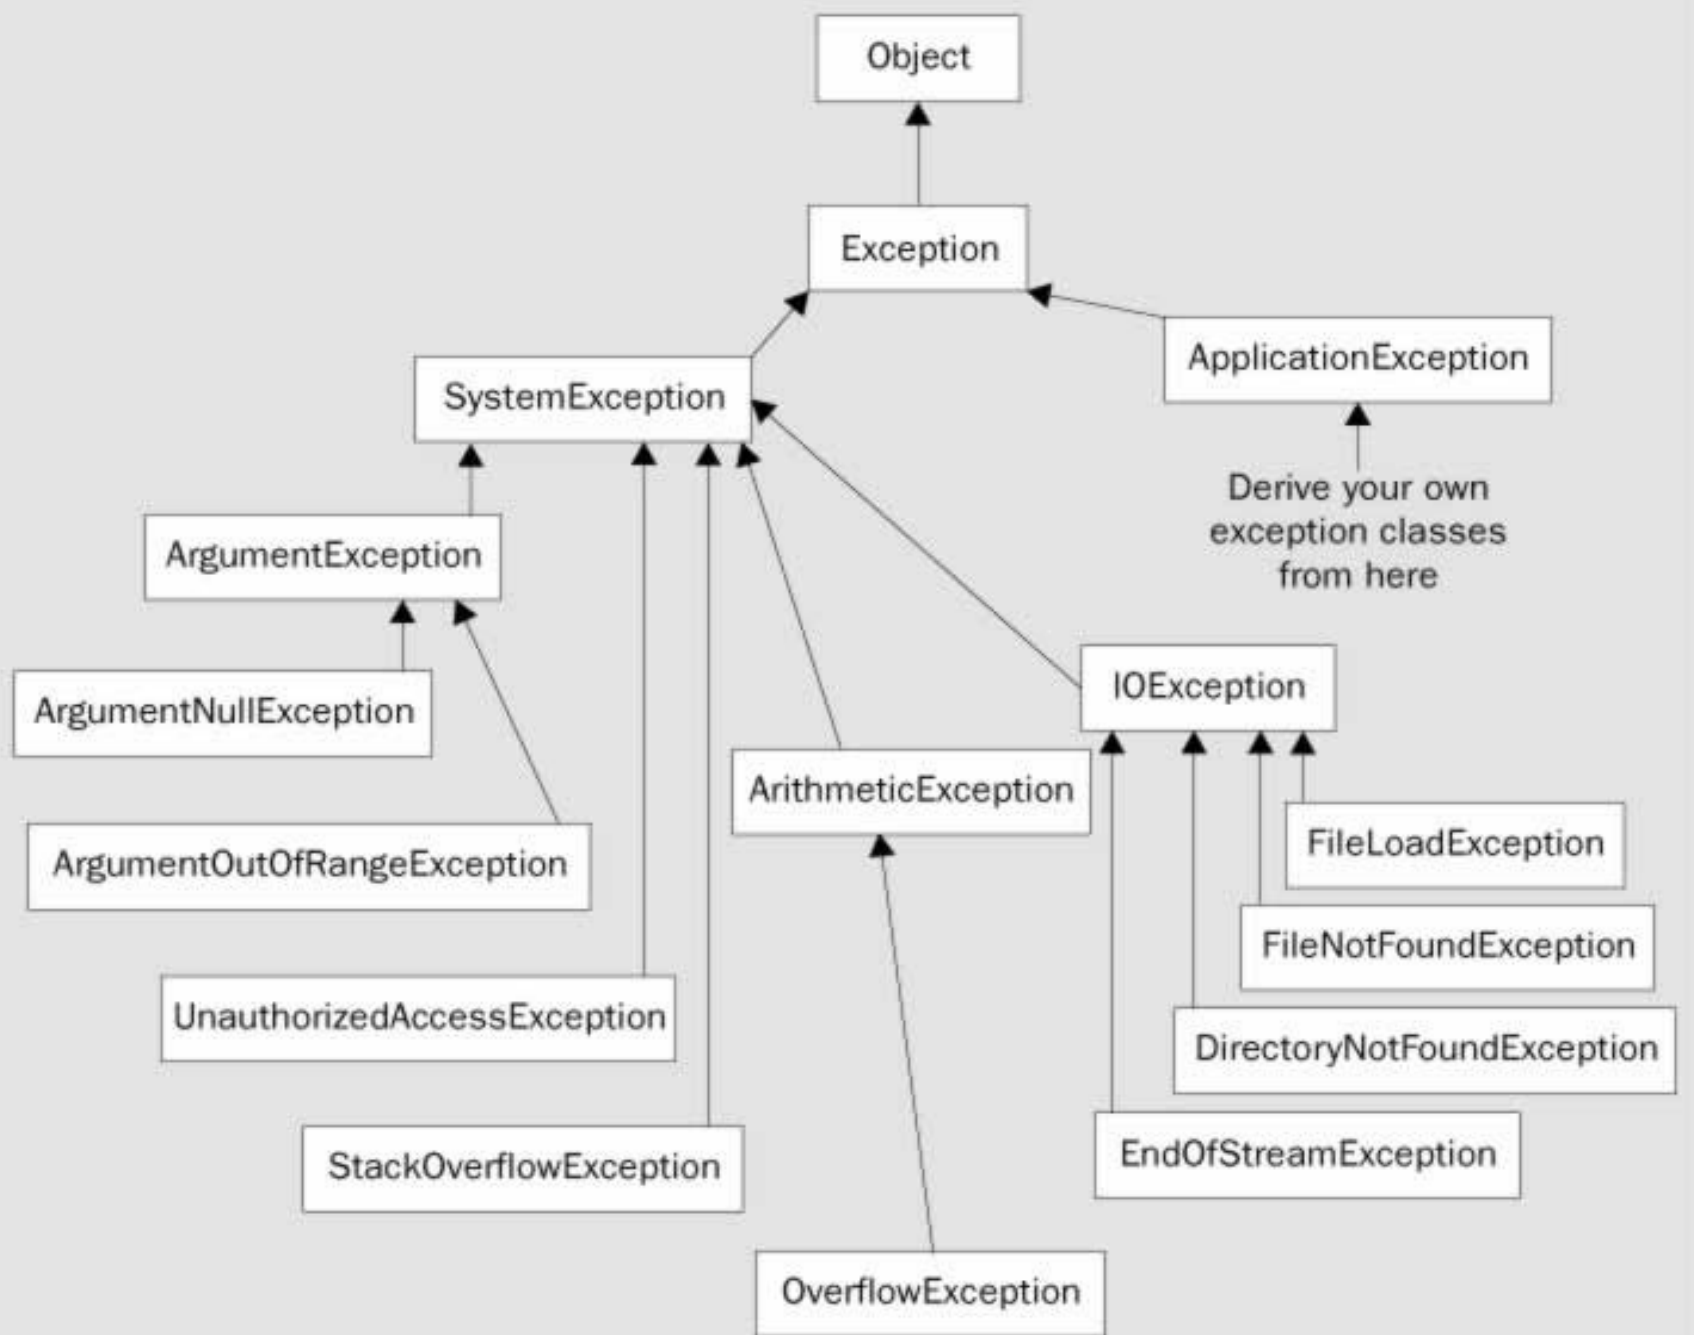 Object
Exception
ApplicationException
SystemException
Derive your own
exception classes
from here
ArgumentException
IOException
ArgumentNullException
ArithmeticException
FileLoadException
ArgumentOutOfRangeException
FileNotFoundException
UnauthorizedAccessException
DirectoryNotFoundException
StackOverflowException
EndOfStreamException
OverflowException